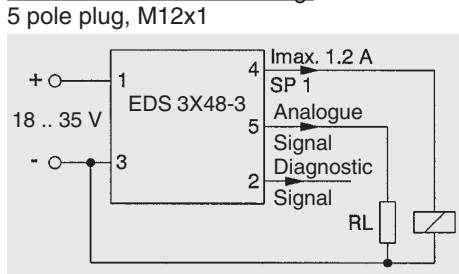 5 pole plug, M12x1
+
1
EDS 3X48-3
4
Imax. 1.2 A
SP 1
18 .. 35 V
5
Analogue
Signal
-
3
Diagnostic
2
Signal
RL